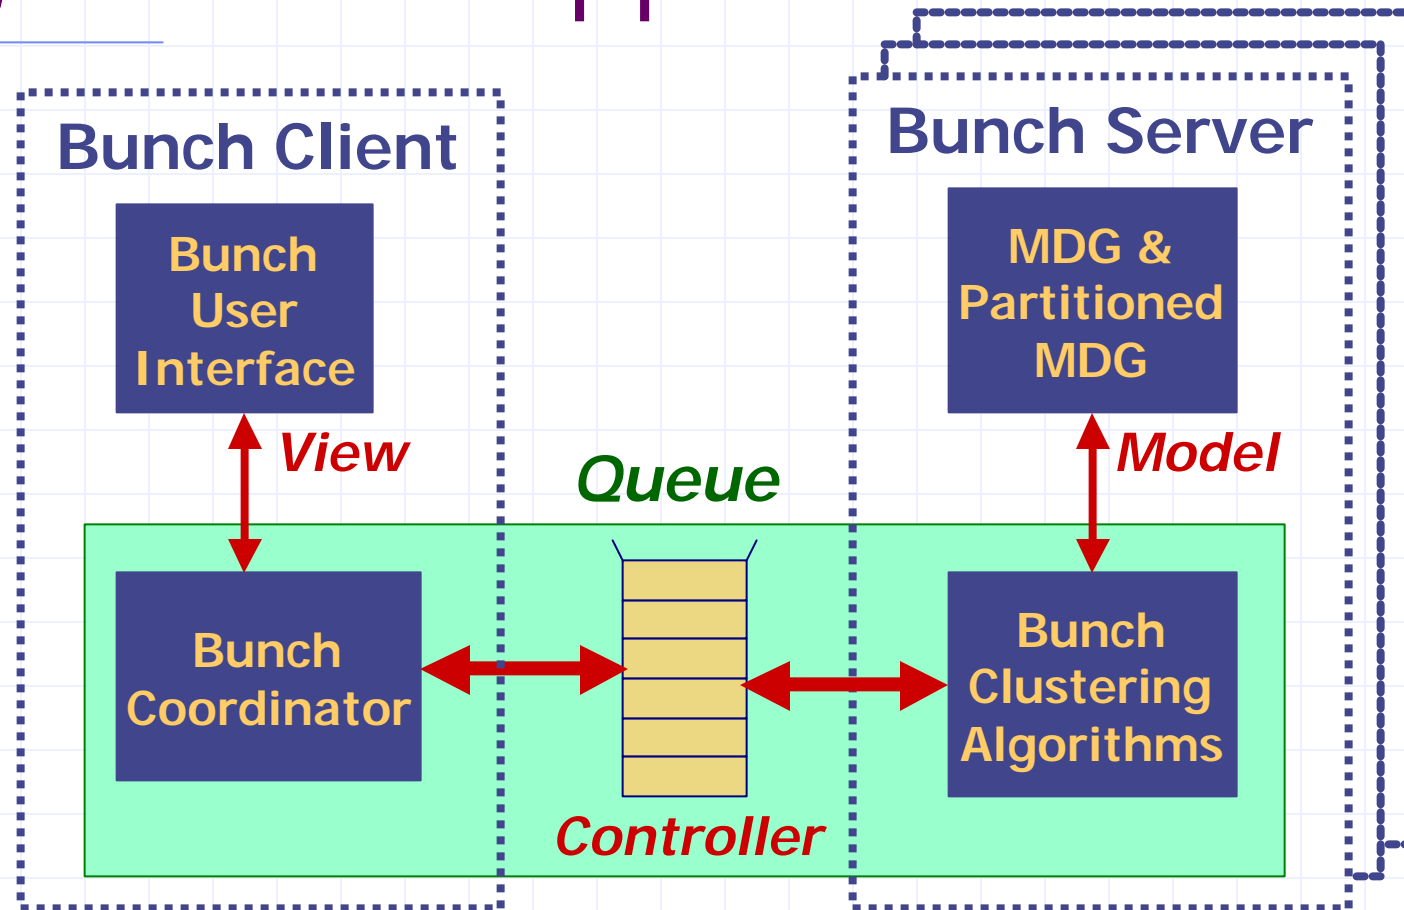 Bunch Client
Bunch
User
Interface
View
Bunch Server
MDG &
Partitioned
MDG
Model
Queue
Bunch
Coordinator
Controller
Bunch
Clustering
Algorithms